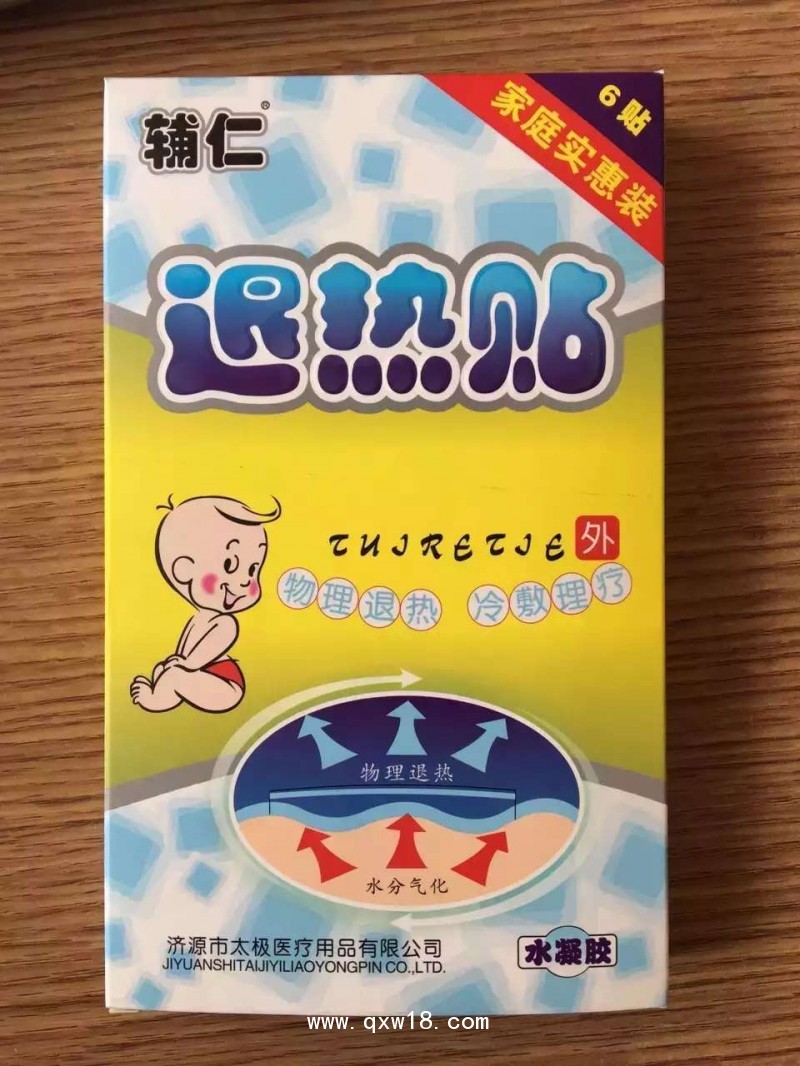 辅仁®
6贴
家庭实惠装
退热贴
TUIRETIE 外
物理退热 冷敷理疗
物理退热
水分气化
济源市太极医疗用品有限公司
JIYUANSHITAIJIYILIAOYONGPIN CO.,LTD.
水凝胶
www.qxw18.com